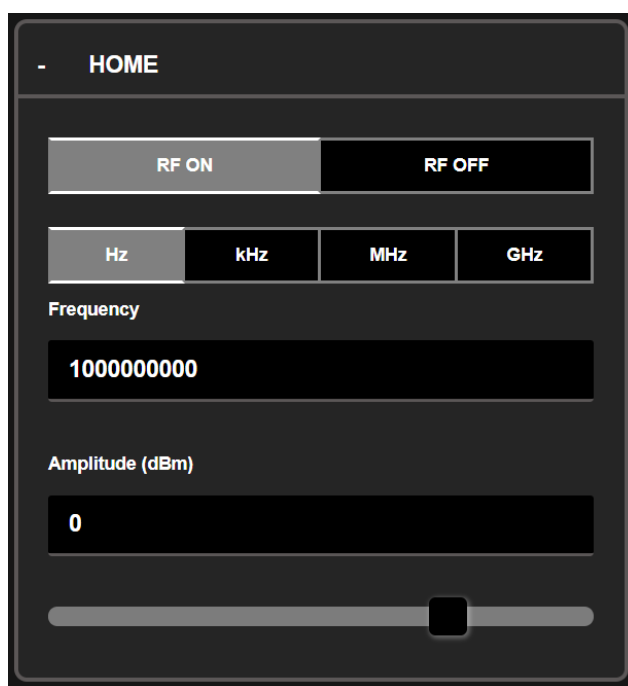 - HOME
RF ON RF OFF
Hz kHz MHz GHz
Frequency
1000000000
Amplitude (dBm)
0